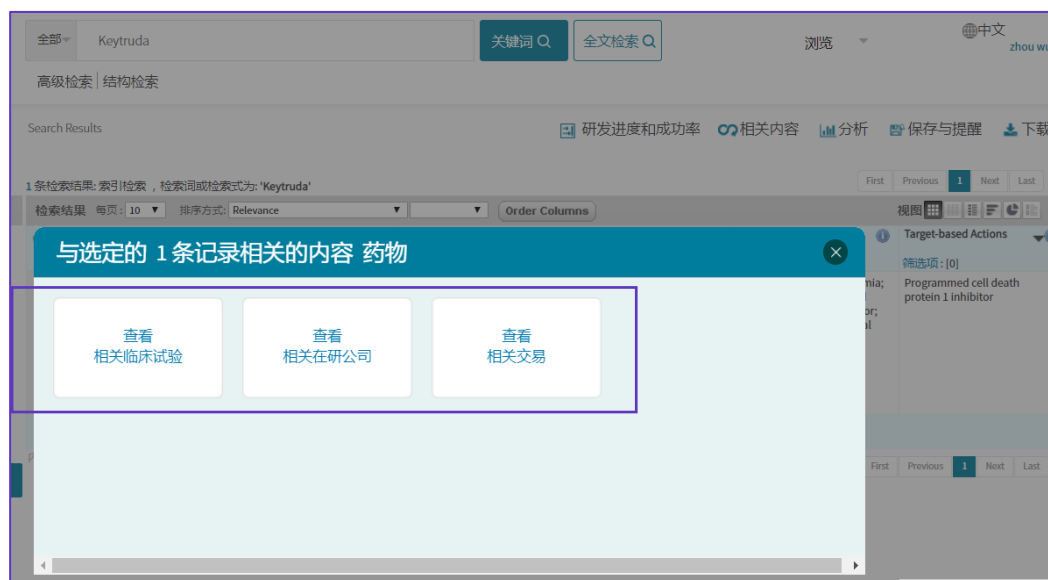 全部
Keytruda
关键词
全文检索
浏览
中文
zhou wu
高级检索 | 结构检索
Search Results
研发进度和成功率
相关内容
分析
保存与提醒
下载
1 条检索结果: 索引检索 , 检索词或检索式为: 'Keytruda'
First Previous 1 Next Last
检索结果 每页: 10 排序方式: Relevance Order Columns 视图
与选定的 1 条记录相关的内容 药物
Target-based Actions
筛选项 : [0]
Programmed cell death
protein 1 inhibitor
查看
相关临床试验
查看
相关在研公司
查看
相关交易
First Previous 1 Next Last